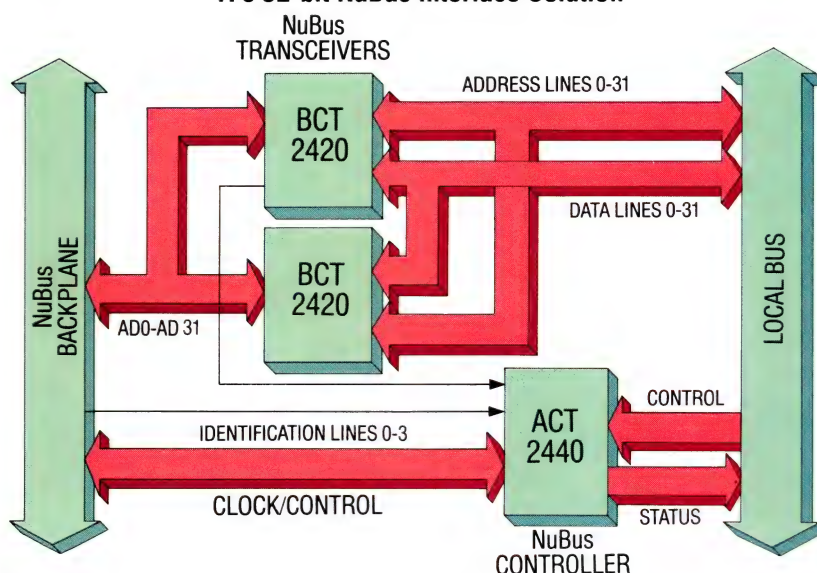 NuBus
TRANSCEIVERS
ADDRESS LINES 0-31
BCT
2420
DATA LINES 0-31
BCT
2420
NuBus
BACKPLANE
AD0-AD 31
LOCAL BUS
CONTROL
IDENTIFICATION LINES 0-3
ACT
2440
CLOCK/CONTROL
STATUS
NuBus
CONTROLLER